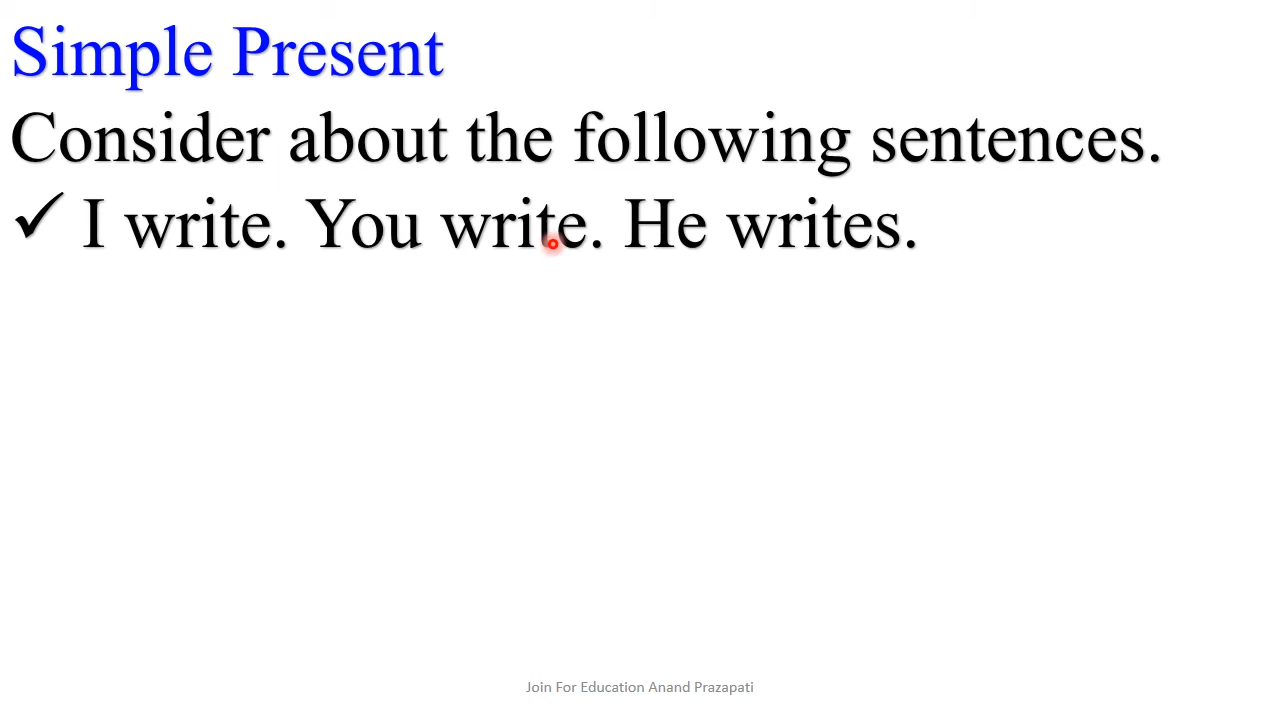 Simple Present
Consider about the following sentences.
✓ I write. You write. He writes.
Join For Education Anand Prazapati